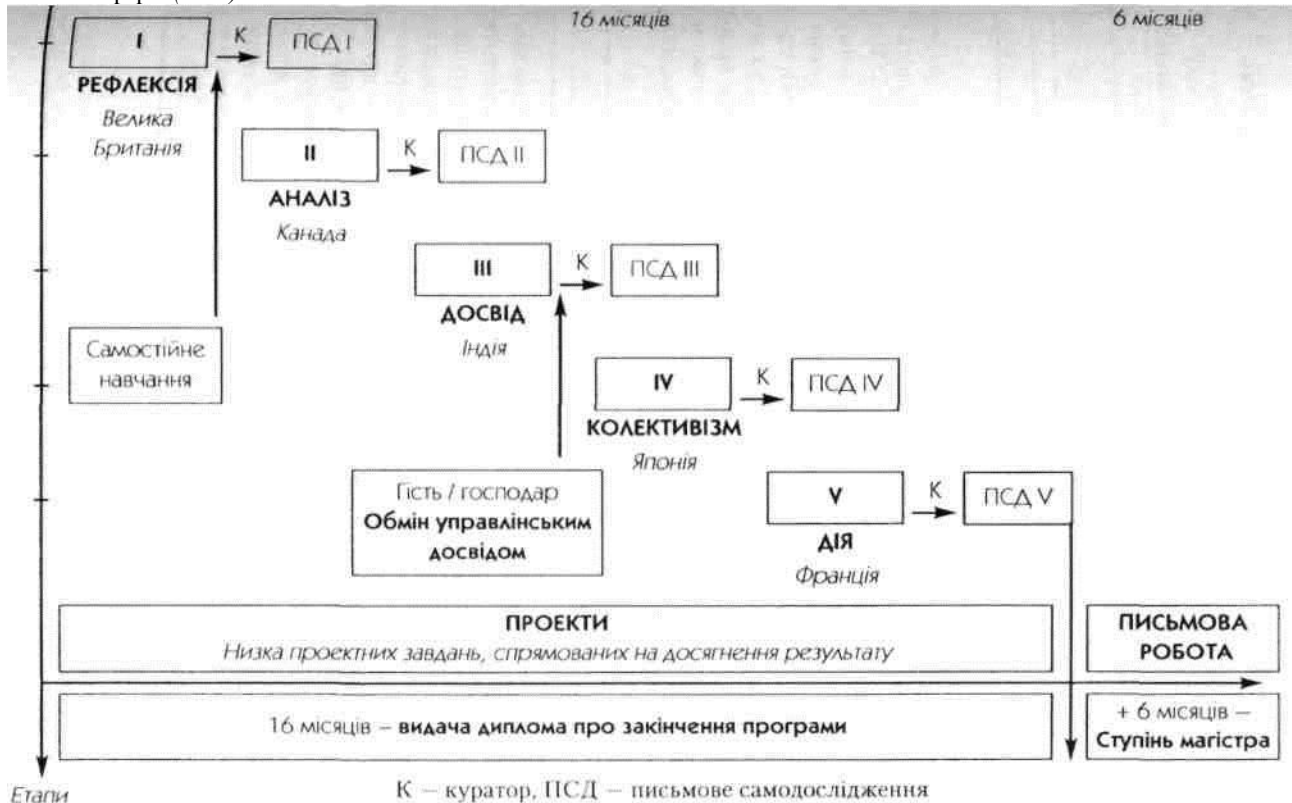 16 місяців
6 місяців
I
К
ПСД I
РЕФЛЕКСІЯ
Велика
Британія
II
К
ПСД II
АНАЛІЗ
Канада
III
К
ПСД III
ДОСВІД
Індія
Самостійне
навчання
IV
К
ПСД IV
КОЛЕКТИВІЗМ
Японія
Гість / господар
Обмін управлінським
досвідом
V
К
ПСД V
ДІЯ
Франція
ПРОЕКТИ
Низка проектних завдань, спрямованих на досягнення результату
ПИСЬМОВА
РОБОТА
16 місяців – видача диплома про закінчення програми
+ 6 місяців –
Ступінь магістра
Етапи
К — куратор, ПСД — письмове самодослідження